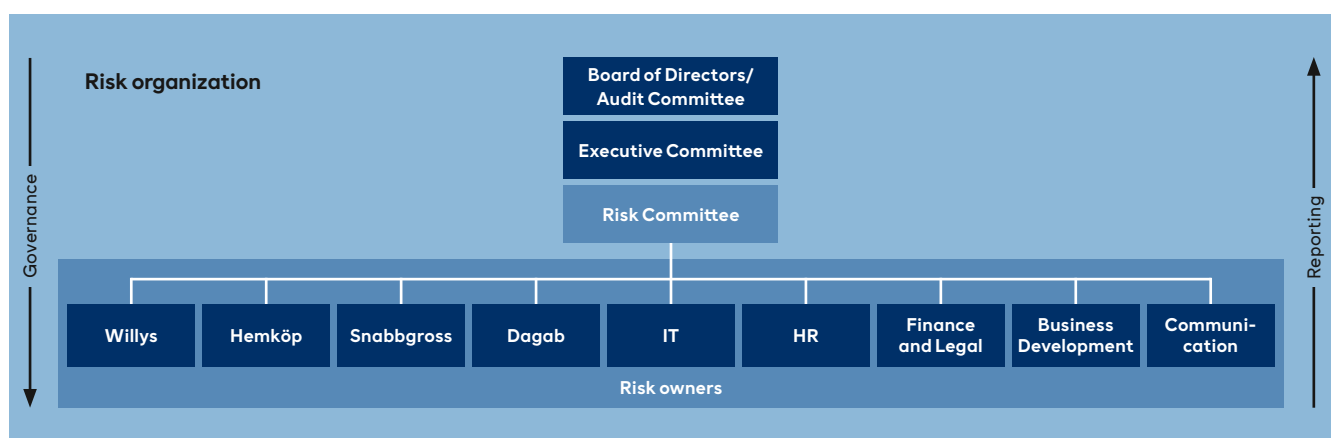 Risk organization
Board of Directors/
Audit Committee
Executive Committee
Risk Committee
Governance
Reporting
Willys
Hemköp
Snabbgross
Dagab
IT
HR
Finance
and Legal
Business
Development
Communi-
cation
Risk owners